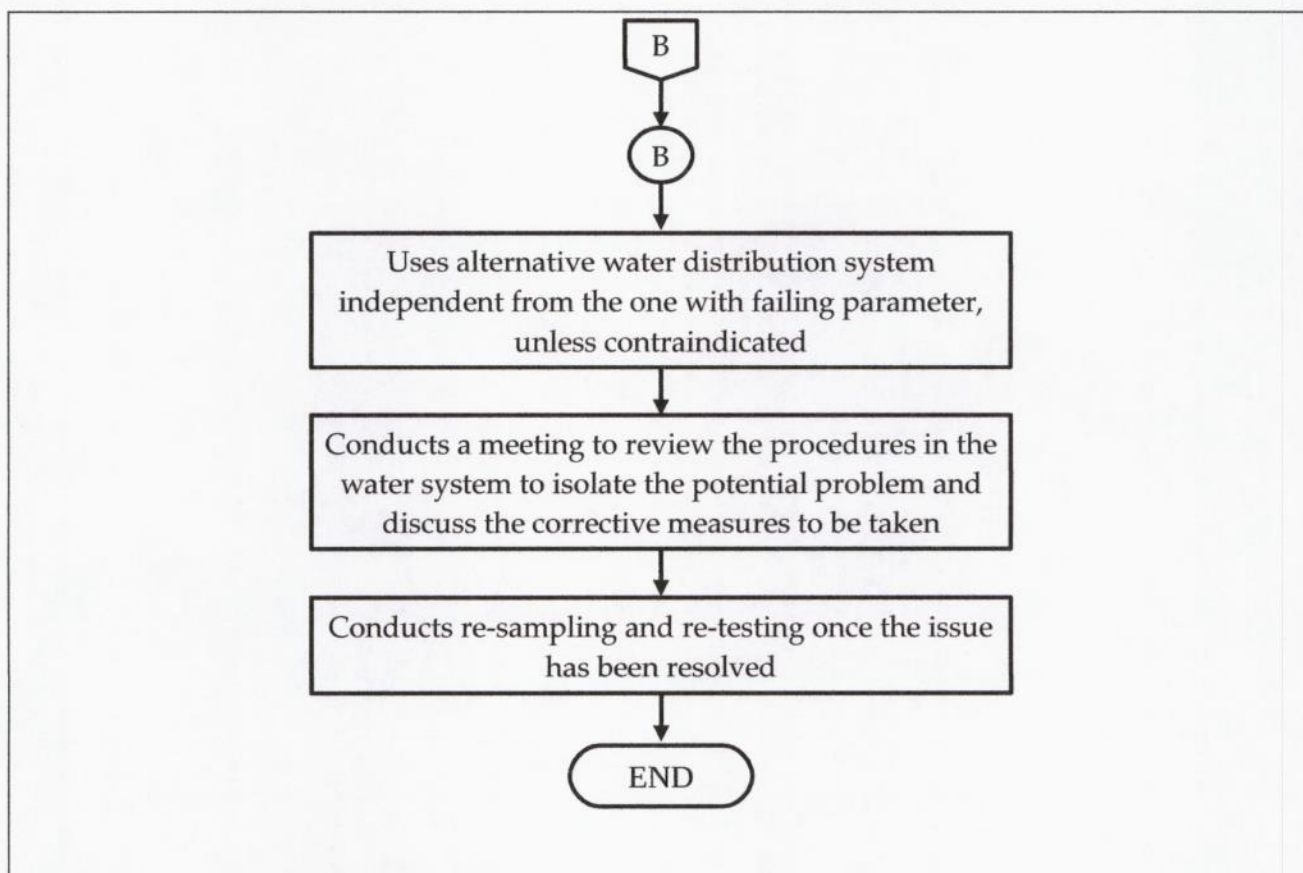 B
B
Uses alternative water distribution system
independent from the one with failing parameter,
unless contraindicated
Conducts a meeting to review the procedures in the
water system to isolate the potential problem and
discuss the corrective measures to be taken
Conducts re-sampling and re-testing once the issue
has been resolved
END